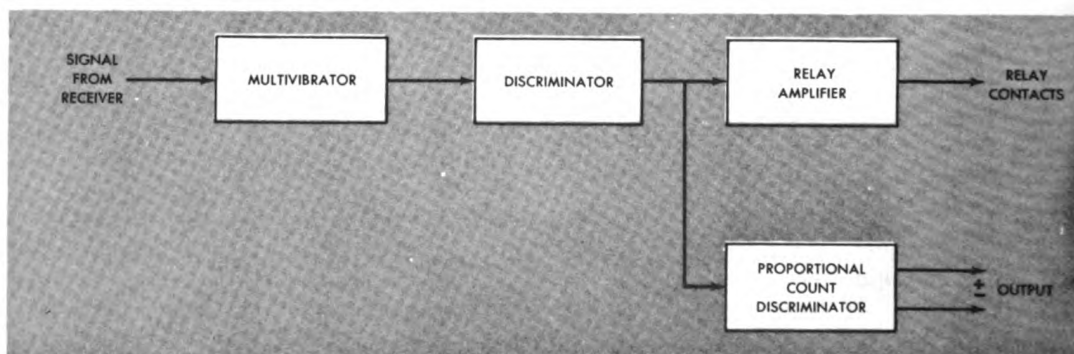 SIGNAL
FROM
RECEIVER
MULTIVIBRATOR
DISCRIMINATOR
RELAY
AMPLIFIER
RELAY
CONTACTS
PROPORTIONAL
COUNT
DISCRIMINATOR
±
OUTPUT